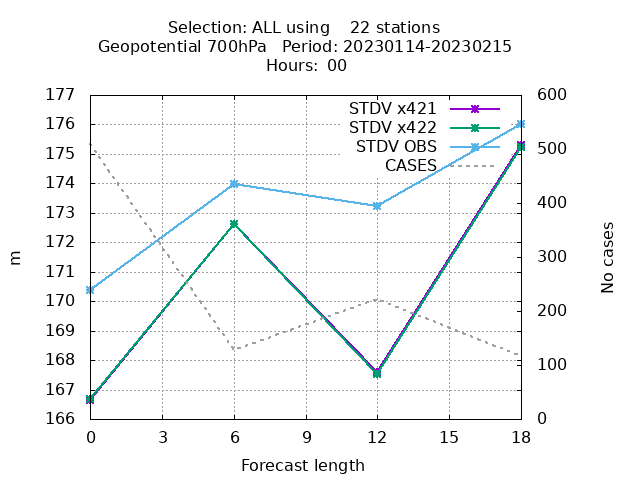 Selection: ALL using    22 stations
Geopotential 700hPa   Period: 20230114-20230215
Hours:  00
STDV x421
STDV x422
STDV OBS
CASES
177
176
175
174
173
172
171
170
169
168
167
166
m
600
500
400
300
200
100
0
No cases
0 3 6 9 12 15 18
Forecast length